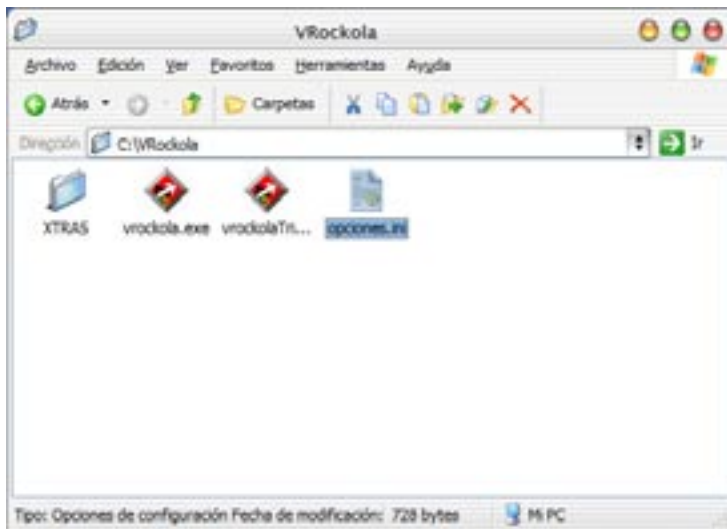 VRockola
Archivo Edición Ver Favoritos Herramientas Ayuda
Atrás Carpetas
Dirección C:\VRockola Ir
XTRAS vrockola.exe vrockolaTri... opciones.ini
Tipo: Opciones de configuración Fecha de modificación: 728 bytes Mi PC